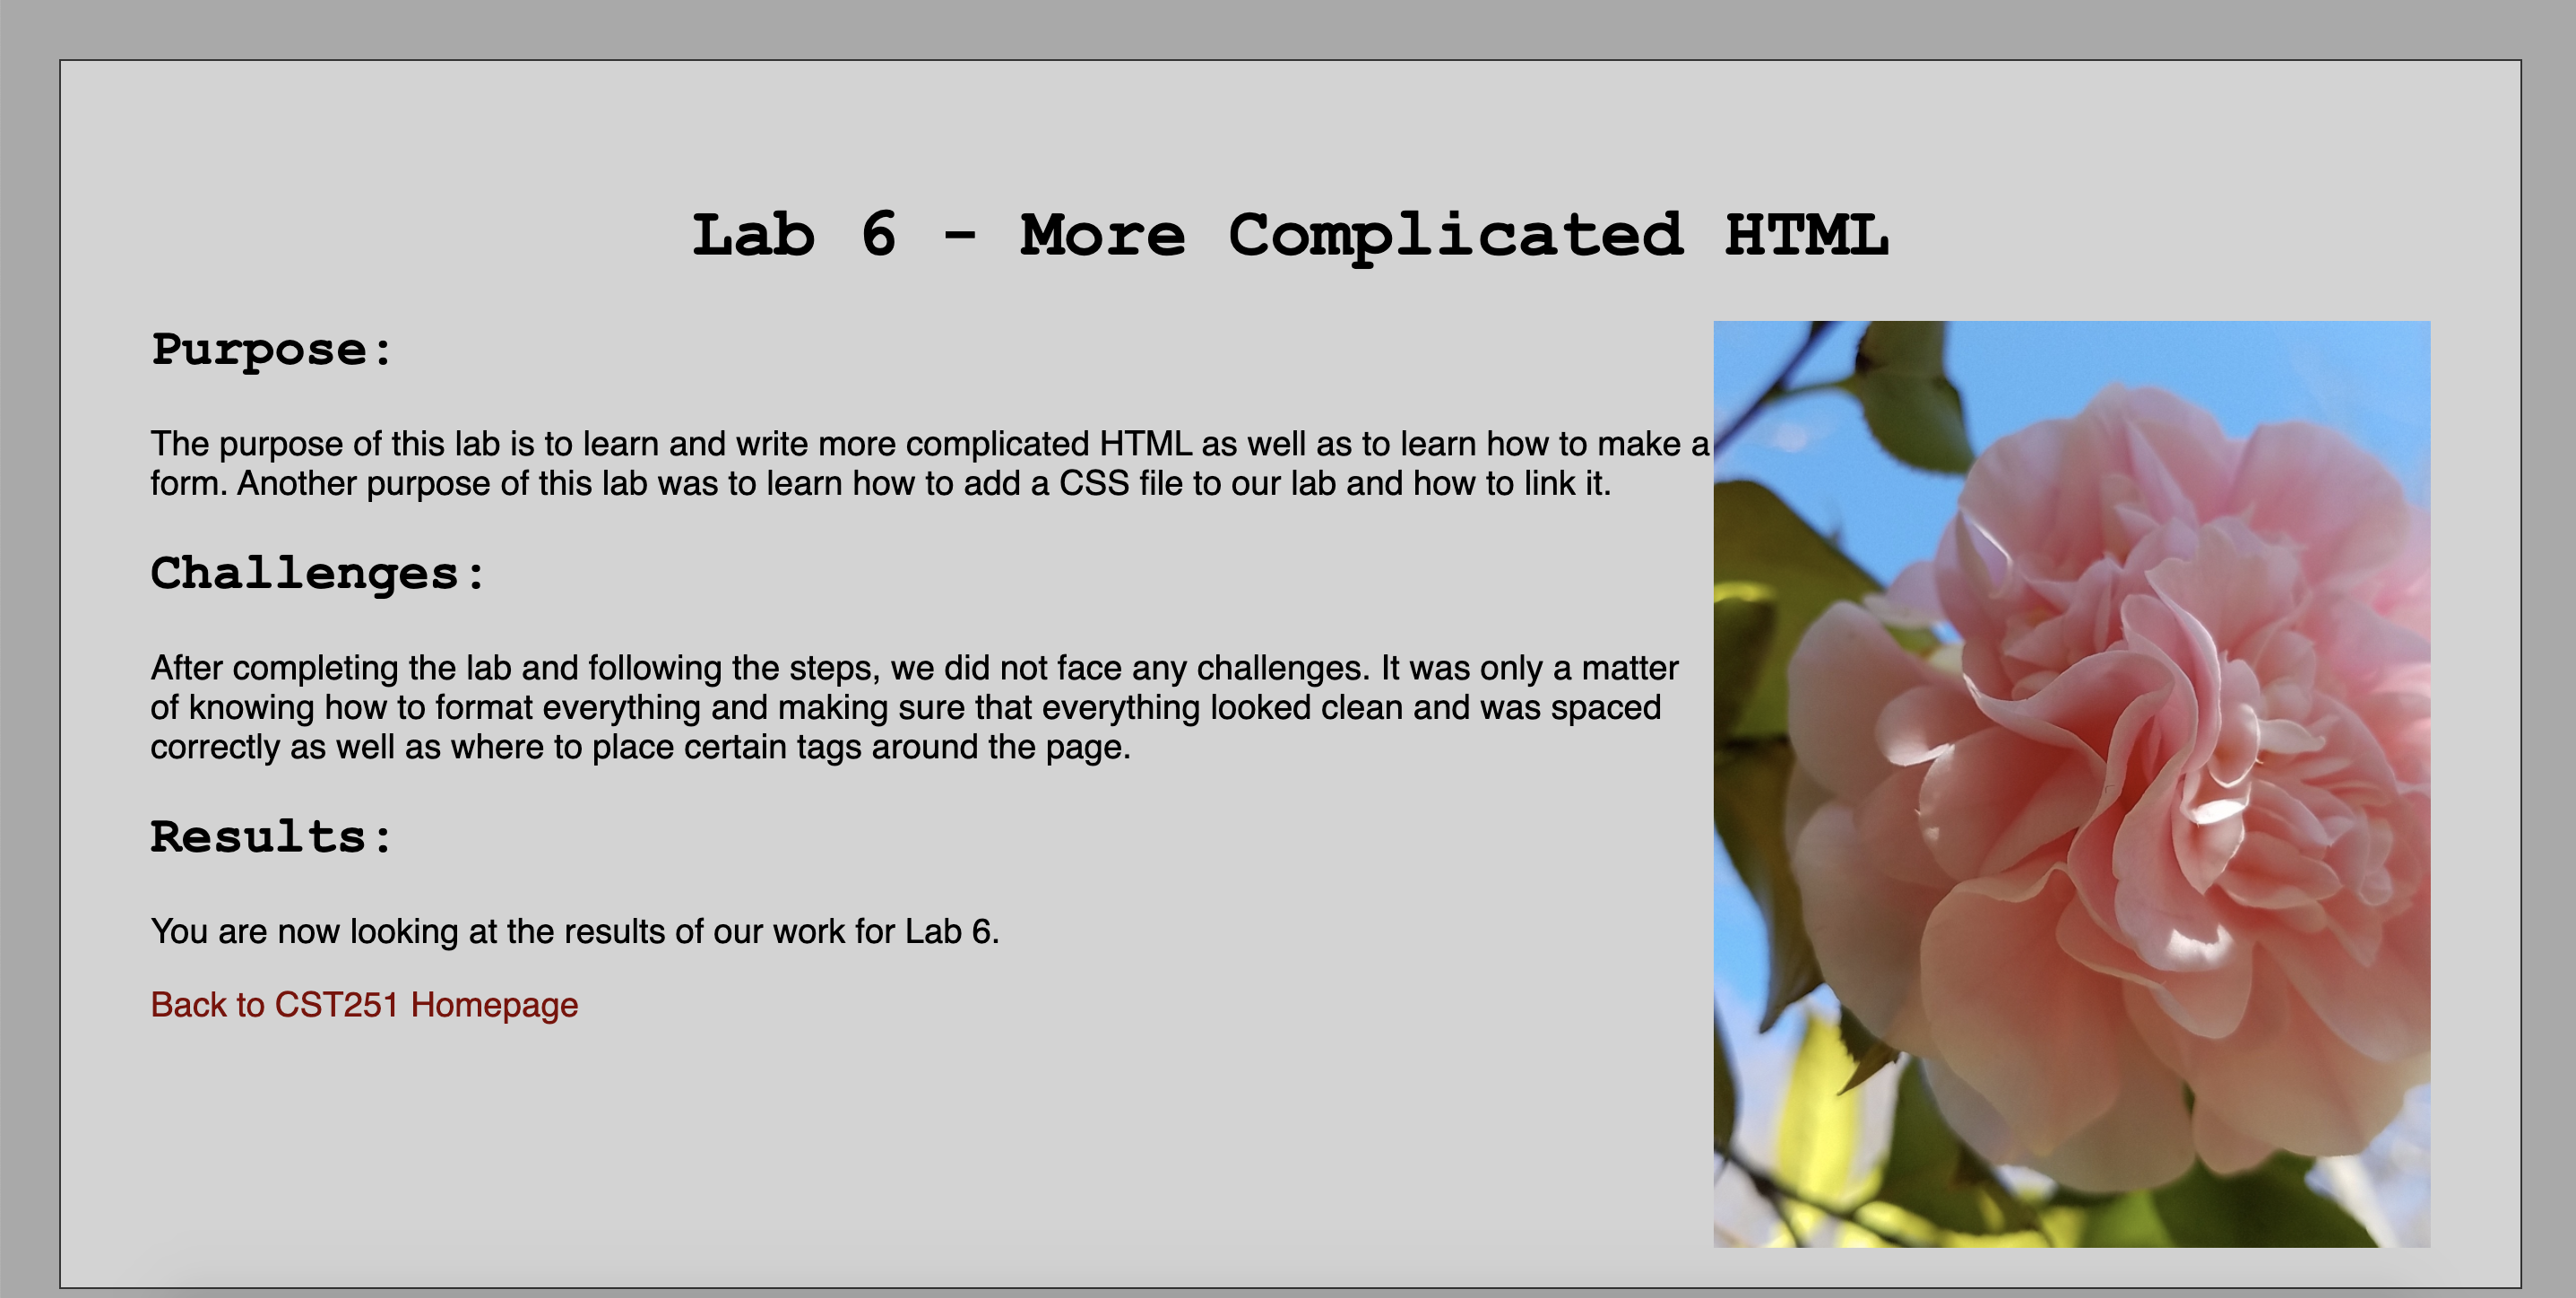 Lab 6 - More Complicated HTML
Purpose:
The purpose of this lab is to learn and write more complicated HTML as well as to learn how to make a
form. Another purpose of this lab was to learn how to add a CSS file to our lab and how to link it.
Challenges:
After completing the lab and following the steps, we did not face any challenges. It was only a matter
of knowing how to format everything and making sure that everything looked clean and was spaced
correctly as well as where to place certain tags around the page.
Results:
You are now looking at the results of our work for Lab 6.
Back to CST251 Homepage